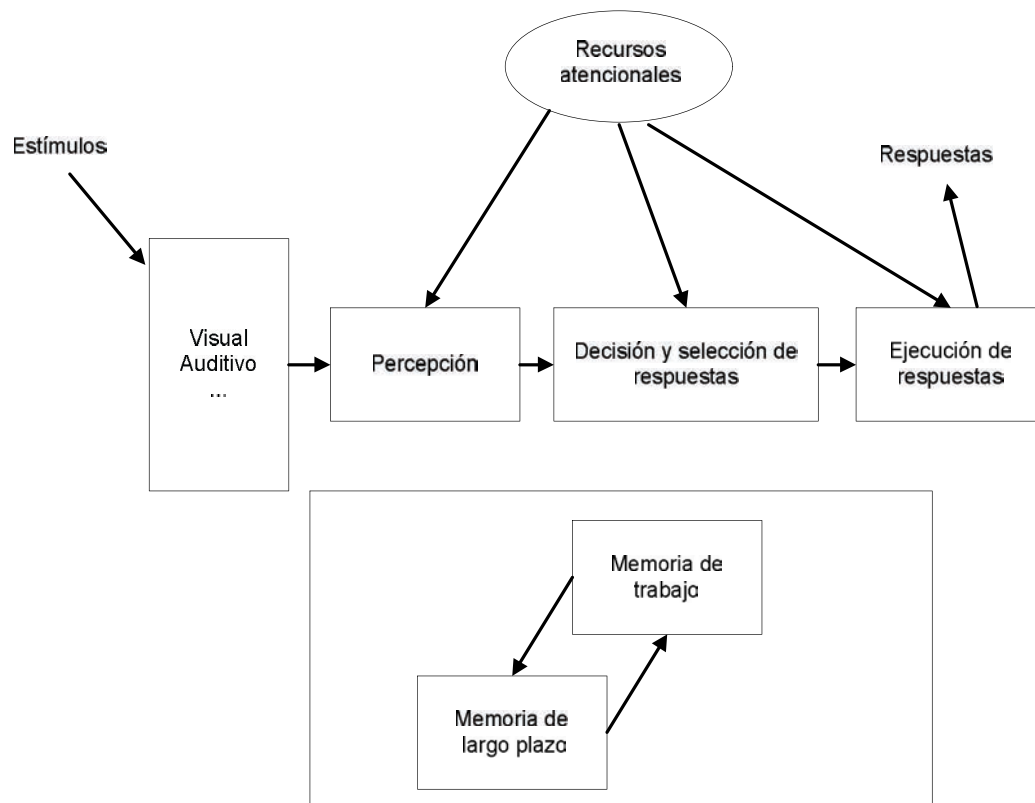 Recursos
atencionales
Estímulos
Respuestas
Visual
Auditivo
...
Percepción
Decisión y selección de
respuestas
Ejecución de
respuestas
Memoria de
trabajo
Memoria de
largo plazo